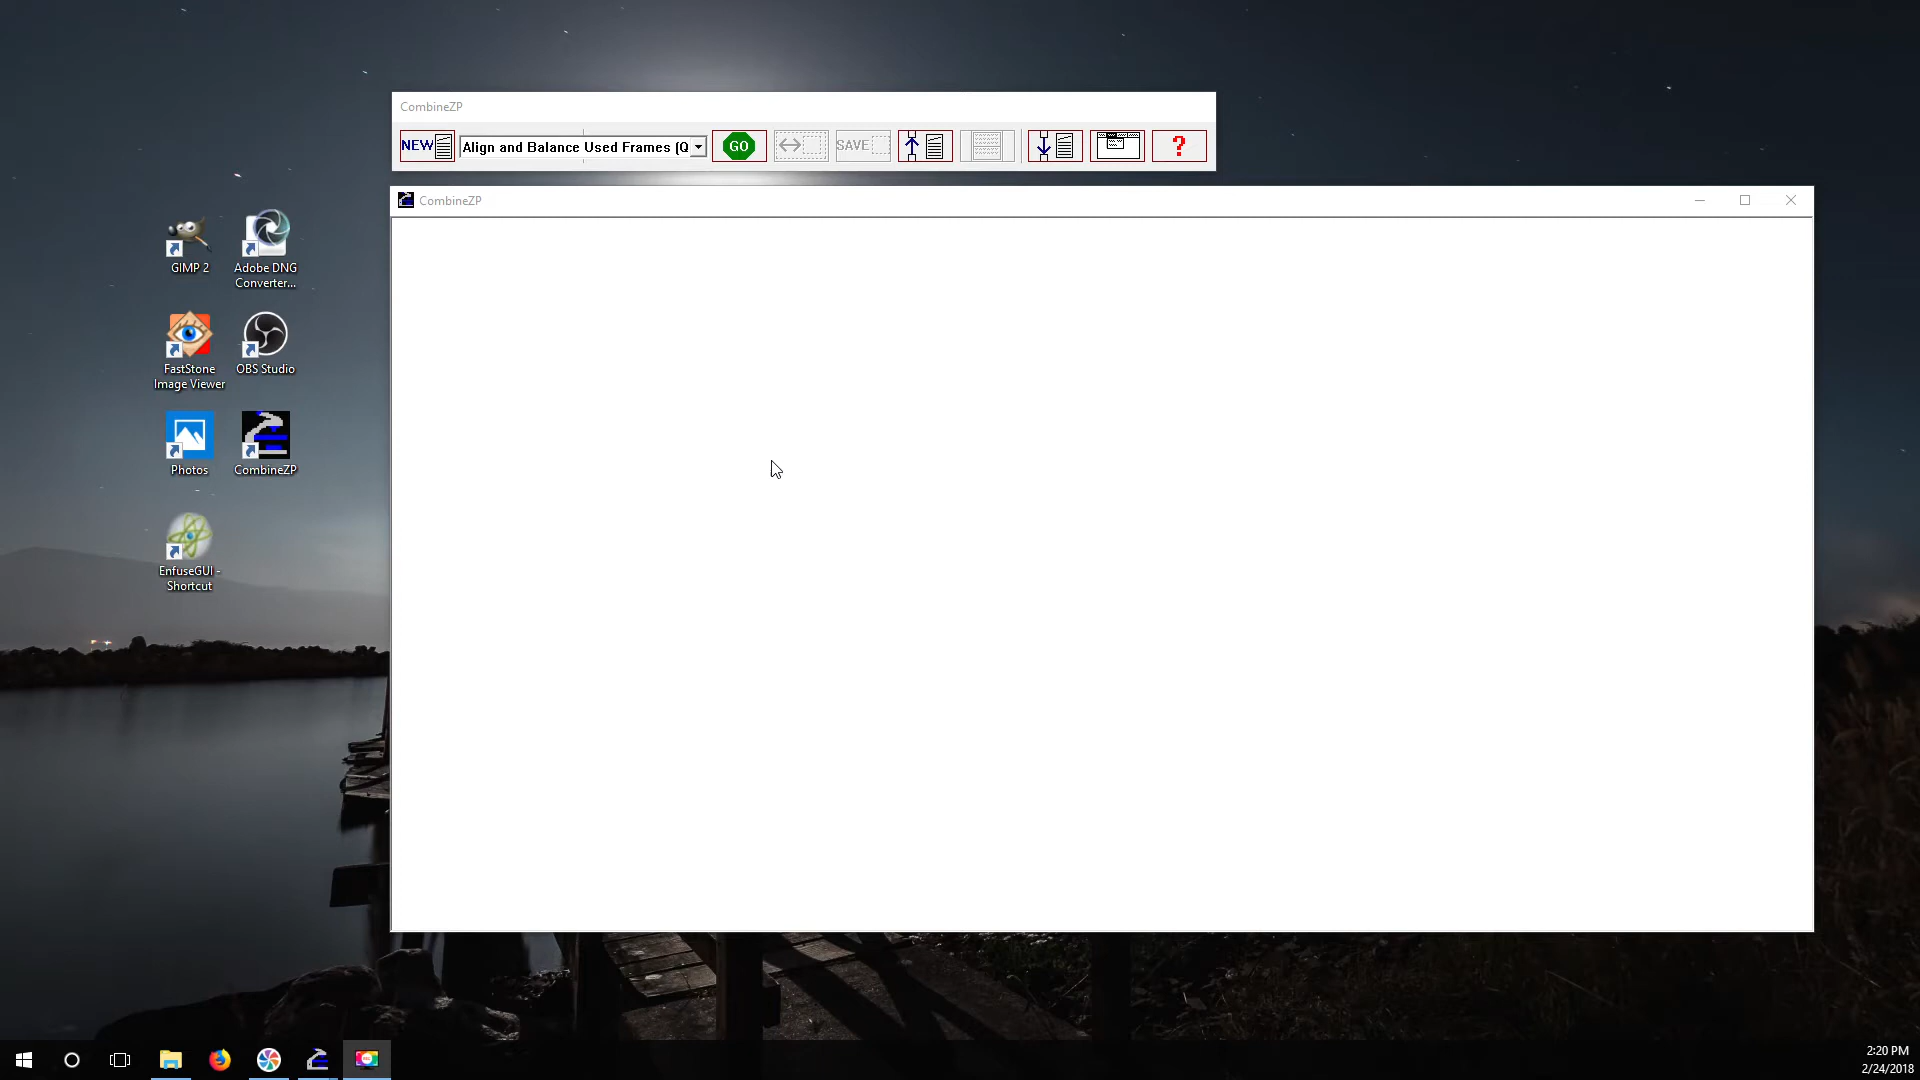 CombineZP
NEW
Align and Balance Used Frames (Q
GO
SAVE
?
CombineZP
GIMP 2
Adobe DNG
Converter...
FastStone
Image Viewer
OBS Studio
Photos
CombineZP
EnfuseGUI -
Shortcut
2:20 PM
2/24/2018